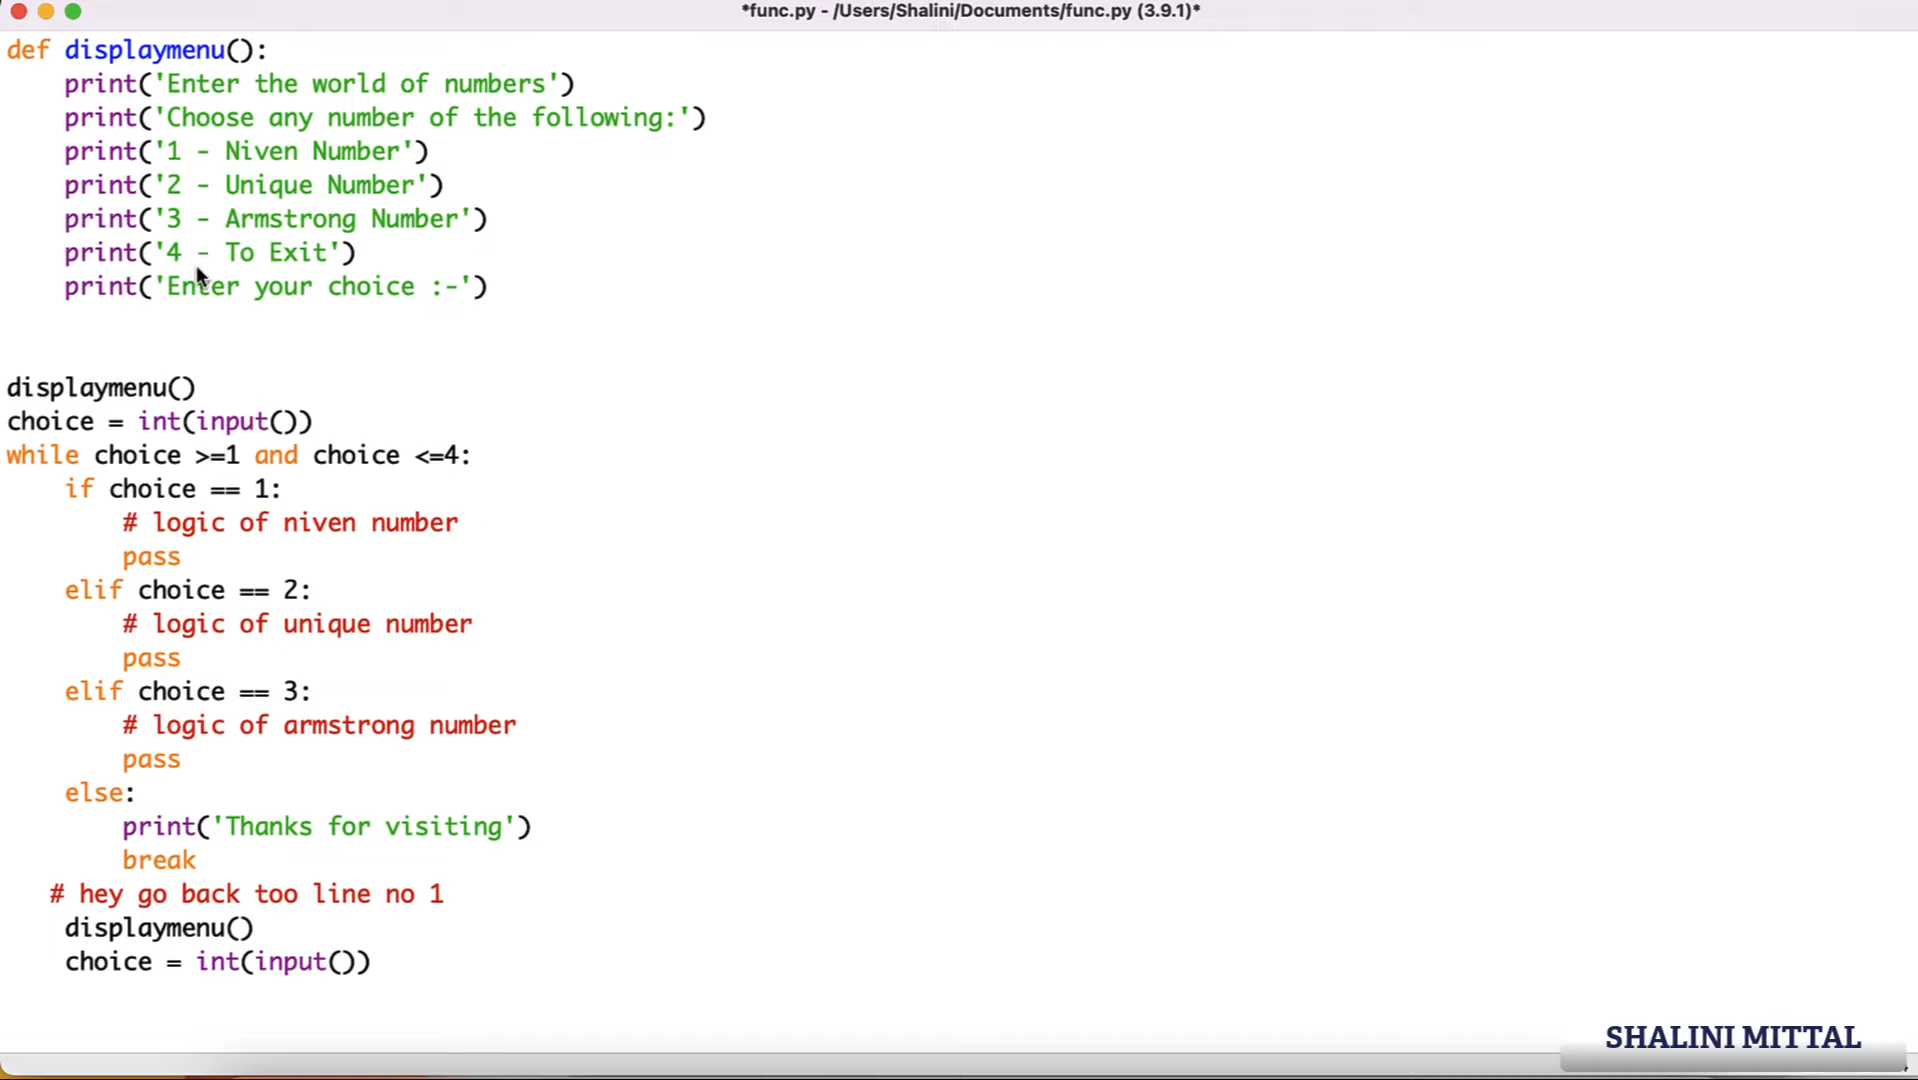 *func.py - /Users/Shalini/Documents/func.py (3.9.1)*
def displaymenu():
    print('Enter the world of numbers')
    print('Choose any number of the following:')
    print('1 - Niven Number')
    print('2 - Unique Number')
    print('3 - Armstrong Number')
    print('4 - To Exit')
    print('Enter your choice :-')
displaymenu()
choice = int(input())
while choice >=1 and choice <=4:
    if choice == 1:
        # logic of niven number
        pass
    elif choice == 2:
        # logic of unique number
        pass
    elif choice == 3:
        # logic of armstrong number
        pass
    else:
        print('Thanks for visiting')
        break
   # hey go back too line no 1
    displaymenu()
    choice = int(input())
SHALINI MITTAL